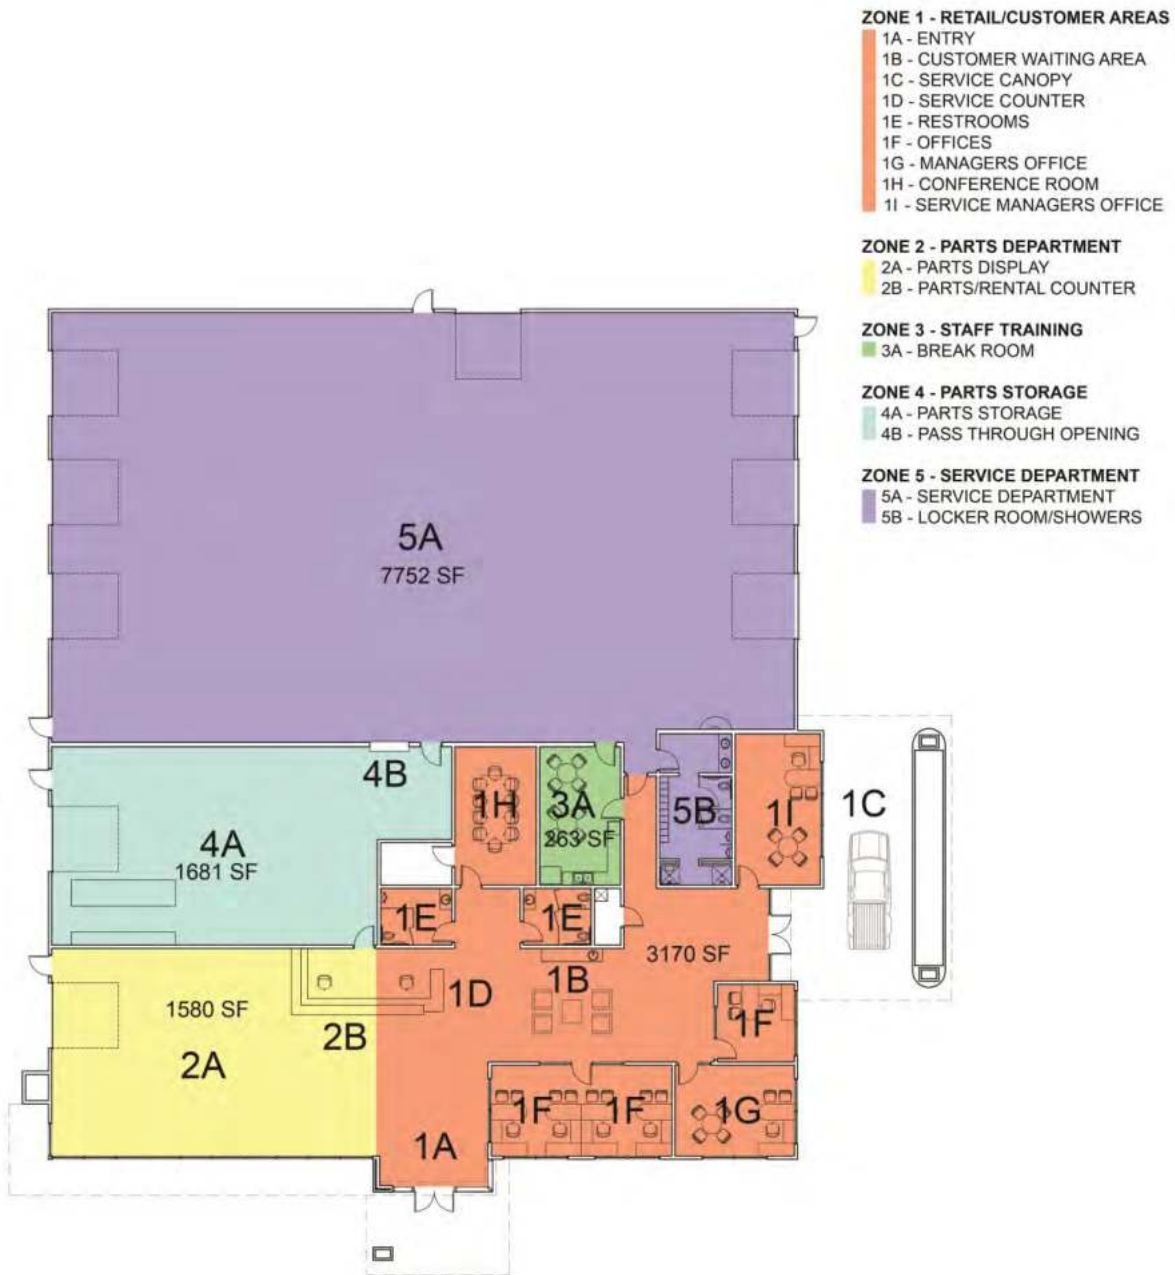 ZONE 1 - RETAIL/CUSTOMER AREAS
1A - ENTRY
1B - CUSTOMER WAITING AREA
1C - SERVICE CANOPY
1D - SERVICE COUNTER
1E - RESTROOMS
1F - OFFICES
1G - MANAGERS OFFICE
1H - CONFERENCE ROOM
1I - SERVICE MANAGERS OFFICE
ZONE 2 - PARTS DEPARTMENT
2A - PARTS DISPLAY
2B - PARTS/RENTAL COUNTER
ZONE 3 - STAFF TRAINING
3A - BREAK ROOM
ZONE 4 - PARTS STORAGE
4A - PARTS STORAGE
4B - PASS THROUGH OPENING
ZONE 5 - SERVICE DEPARTMENT
5A - SERVICE DEPARTMENT
5B - LOCKER ROOM/SHOWERS
5A
7752 SF
4B
1H
3A
263 SF
5B
1I
1C
4A
1681 SF
1E
1E
3170 SF
1B
1D
1580 SF
2B
2A
1F
1F
1F
1G
1A